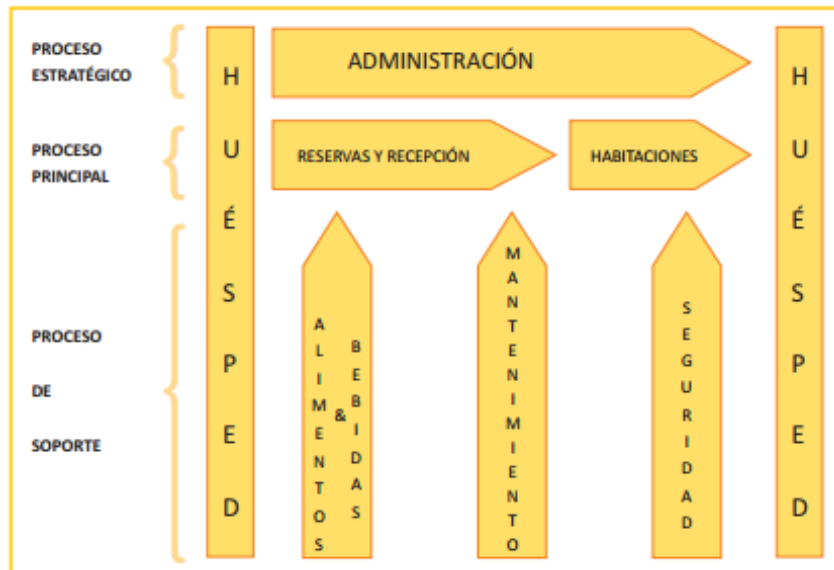 PROCESO
ESTRATÉGICO
HUÉSPED
ADMINISTRACIÓN
HUÉSPED
PROCESO
PRINCIPAL
RESERVAS Y RECEPCIÓN
HABITACIONES
PROCESO
DE
SOPORTE
ALIMENTOS
&
BEBIDAS
MANTENIMIENTO
SEGURIDAD